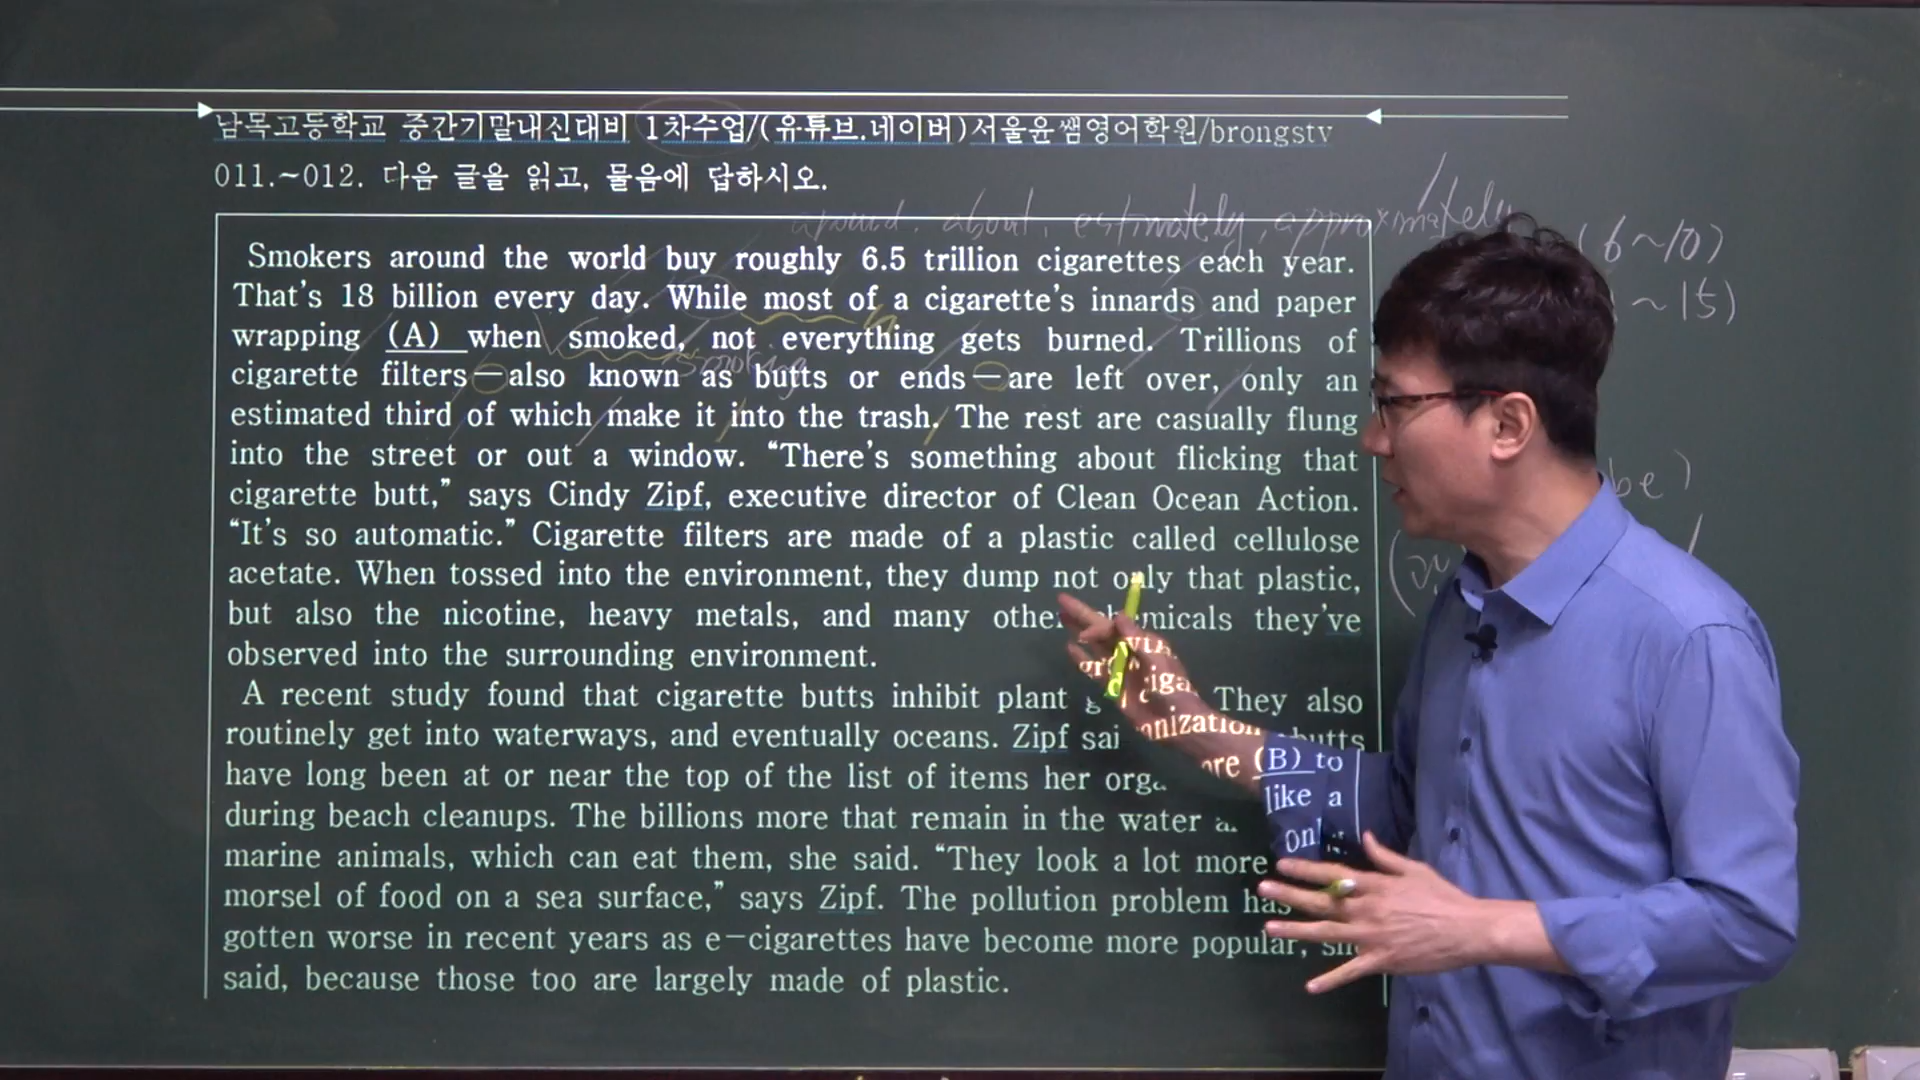 남목고등학교 중간기말내신대비 1차수업/(유튜브.네이버)서울윤쌤영어학원/brongstv
011.~012. 다음 글을 읽고, 물음에 답하시오.
around. about. estimately, approximately
(6~10)
~15)
Smokers around the world buy roughly 6.5 trillion cigarettes each year.
That's 18 billion every day. While most of a cigarette's innards and paper
wrapping (A) when smoked, not everything gets burned. Trillions of
smoking
cigarette filters—also known as butts or ends—are left over, only an
estimated third of which make it into the trash. The rest are casually flung
into the street or out a window. “There's something about flicking that
be)
cigarette butt,” says Cindy Zipf, executive director of Clean Ocean Action.
“It's so automatic.” Cigarette filters are made of a plastic called cellulose
acetate. When tossed into the environment, they dump not only that plastic,
but also the nicotine, heavy metals, and many other chemicals they've
observed into the surrounding environment.
A recent study found that cigarette butts inhibit plant They also
routinely get into waterways, and eventually oceans. Zipf butts
have long been at or near the top of the list of items her
during beach cleanups. The billions more that remain in the water are (B) to
marine animals, which can eat them, she said. “They look a lot more like a
morsel of food on a sea surface,” says Zipf. The pollution problem has only
gotten worse in recent years as e-cigarettes have become more popular, she
said, because those too are largely made of plastic.